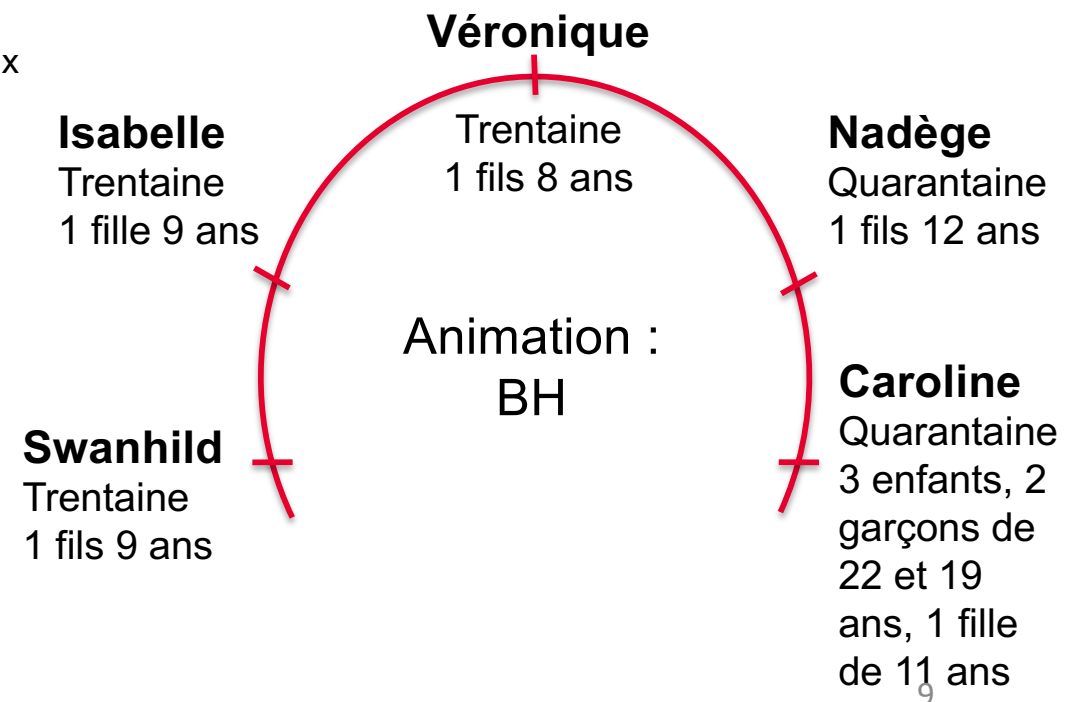 x
Véronique
Trentaine
1 fils 8 ans
Isabelle
Trentaine
1 fille 9 ans
Nadège
Quarantaine
1 fils 12 ans
Animation :
BH
Swanhild
Trentaine
1 fils 9 ans
Caroline
Quarantaine
3 enfants, 2
garçons de
22 et 19
ans, 1 fille
de 11 ans
9